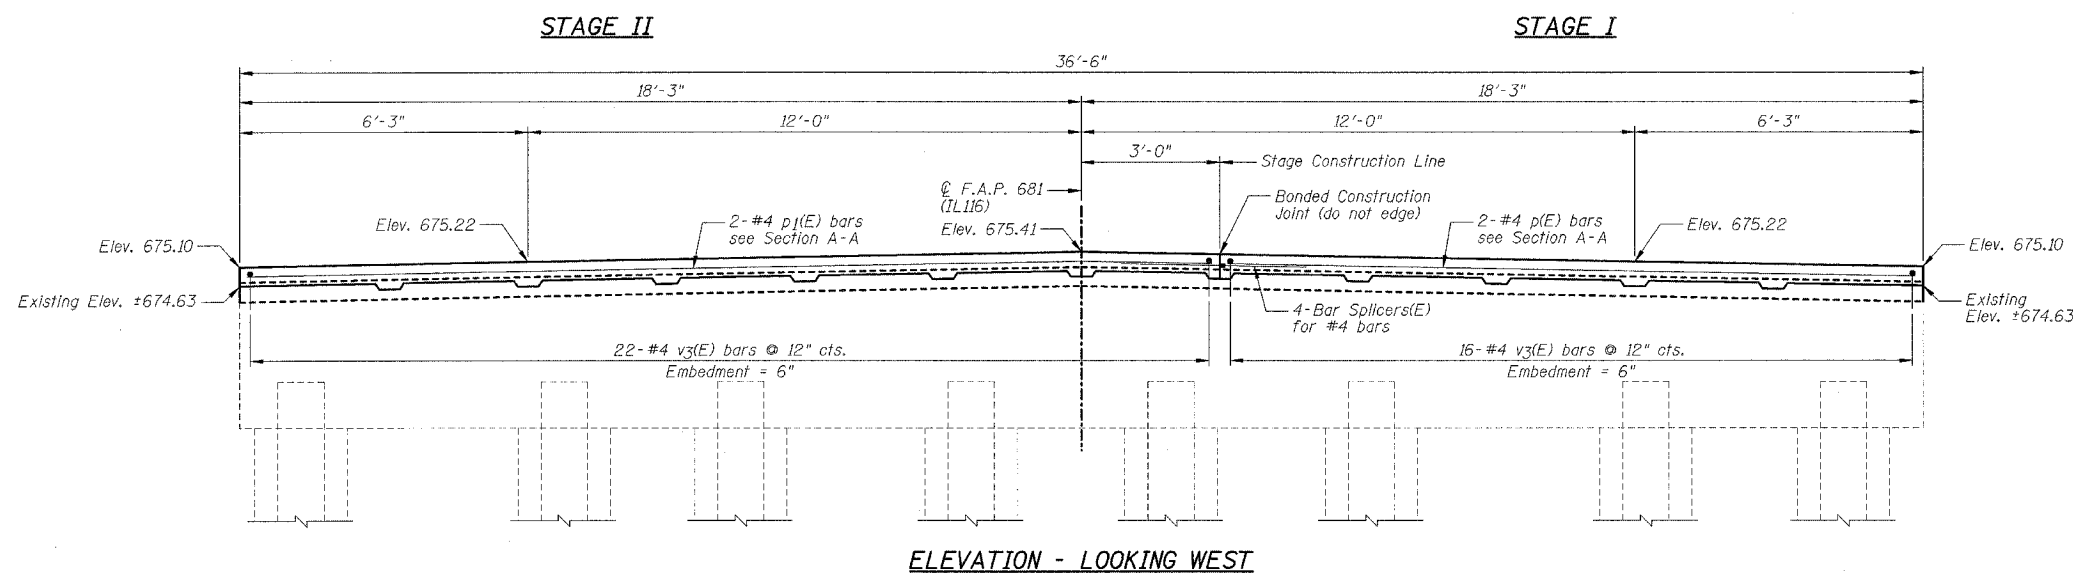 STAGE II
STAGE I
36'-6"
18'-3"
18'-3"
6'-3"
12'-0"
12'-0"
6'-3"
3'-0"
Stage Construction Line
℄ F.A.P. 681
(IL116)
Elev. 675.41
Bonded Construction
Joint (do not edge)
Elev. 675.10
Elev. 675.22
2-#4 p1(E) bars
see Section A-A
2-#4 p(E) bars
see Section A-A
Elev. 675.22
Elev. 675.10
Existing Elev. ±674.63
4-Bar Splicers(E)
for #4 bars
Existing
Elev. ±674.63
22-#4 v3(E) bars @ 12" cts.
Embedment = 6"
16-#4 v3(E) bars @ 12" cts.
Embedment = 6"
ELEVATION - LOOKING WEST